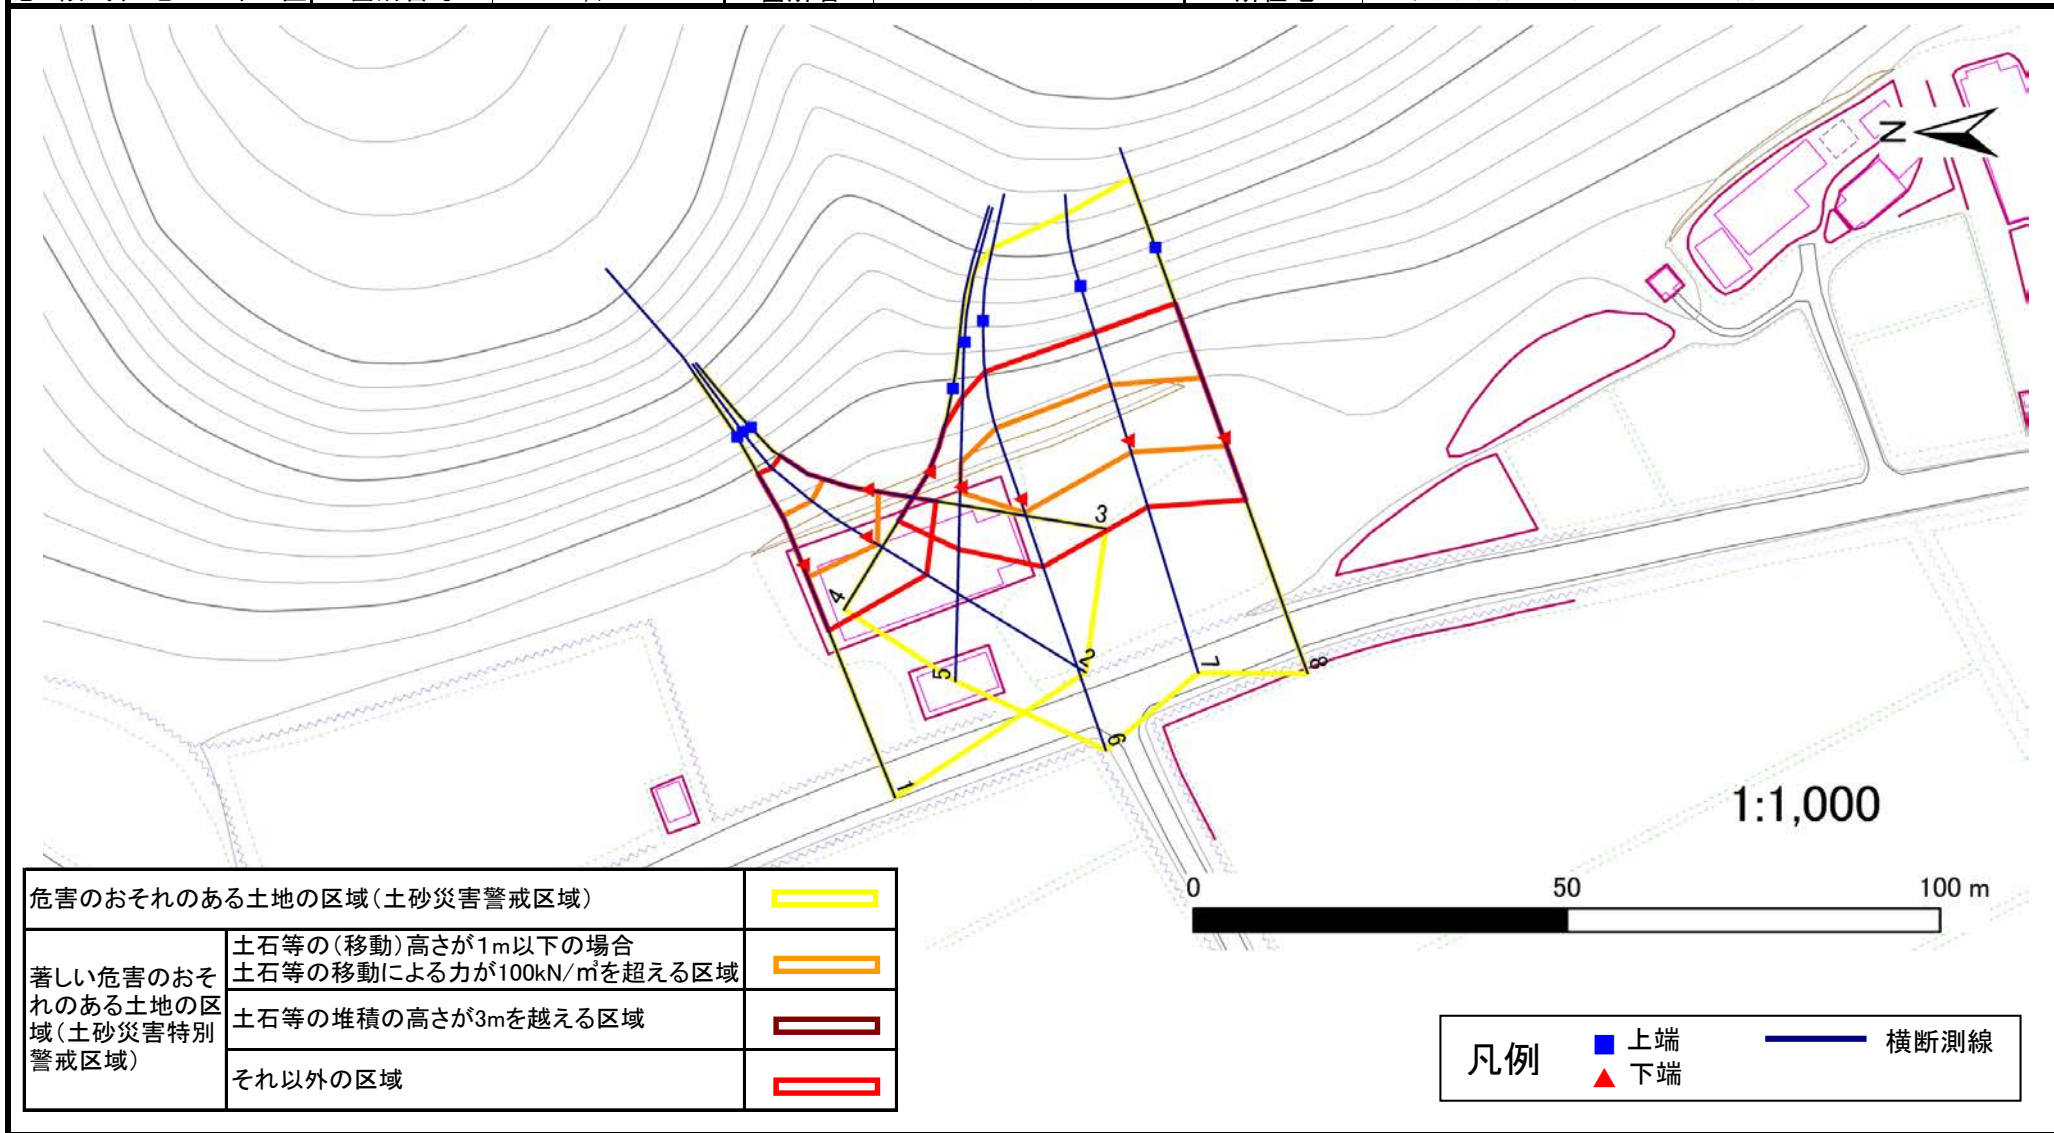 N
3
4
5
2
7
8
6
1
1:1,000
0 50 100 m
危害のおそれのある土地の区域(土砂災害警戒区域)
著しい危害のおそれのある土地の区域(土砂災害特別警戒区域)
土石等の(移動)高さが1m以下の場合
土石等の移動による力が100kN/㎡を超える区域
土石等の堆積の高さが3mを越える区域
それ以外の区域
凡例
上端
下端
横断測線